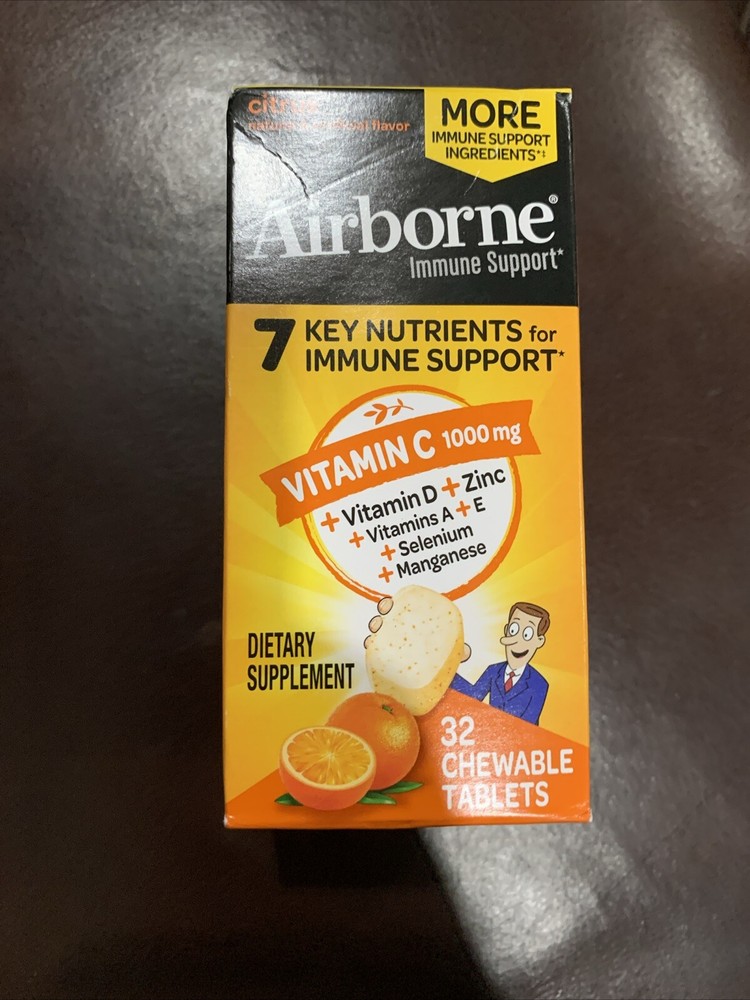 citrus
flavor
MORE
IMMUNE SUPPORT
INGREDIENTS*‡
Airborne®
Immune Support*
7 KEY NUTRIENTS for
IMMUNE SUPPORT*
VITAMIN C 1000 mg
+ Vitamin D + Zinc
+ Vitamins A + E
+ Selenium
+ Manganese
DIETARY
SUPPLEMENT
32
CHEWABLE
TABLETS